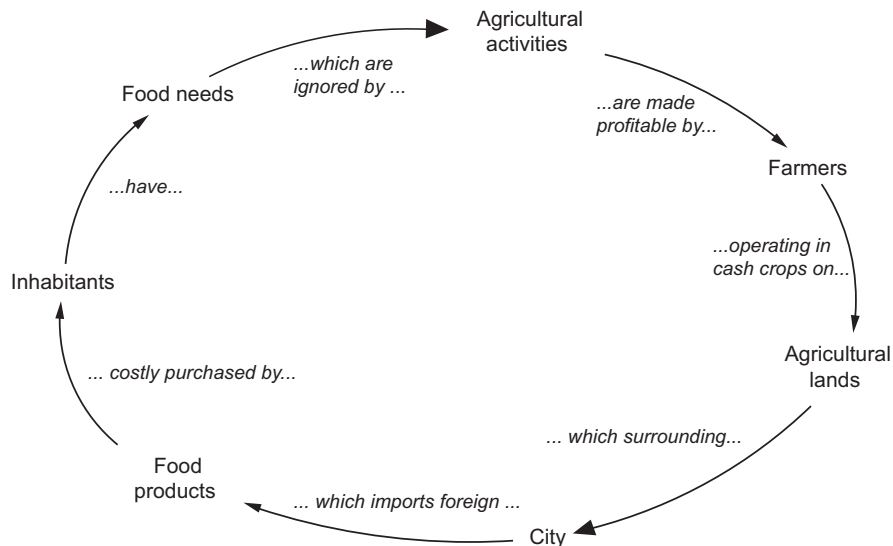 Agricultural
activities
...which are
ignored by ...
Food needs
...are made
profitable by...
Farmers
...have...
...operating in
cash crops on...
Inhabitants
Agricultural
lands
... costly purchased by...
... which surrounding...
Food
products
... which imports foreign ...
City